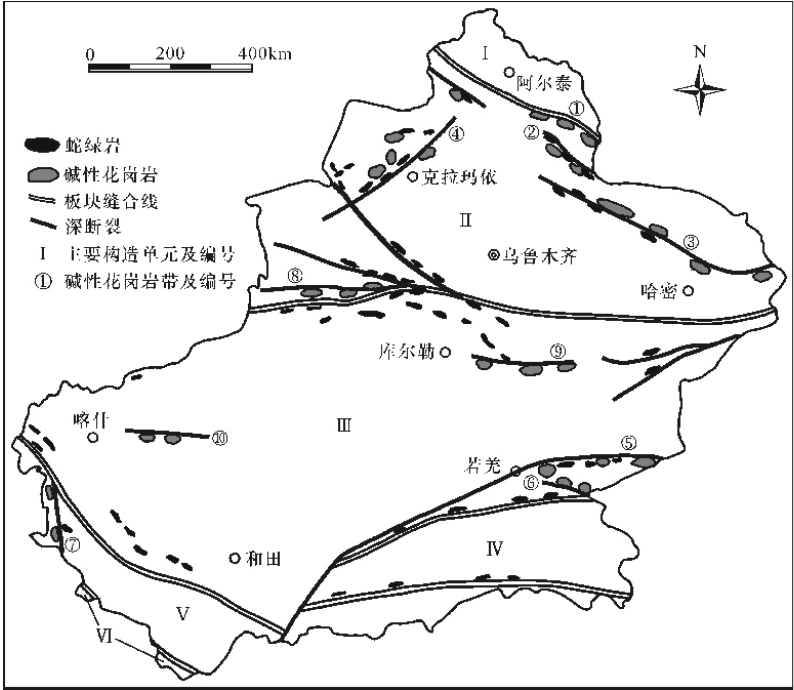 0 200 400km
N
Ⅰ
阿尔泰
①
②
④
蛇绿岩
碱性花岗岩
板块缝合线
深断裂
Ⅰ 主要构造单元及编号
① 碱性花岗岩带及编号
克拉玛依
Ⅱ
③
乌鲁木齐
⑧
哈密
库尔勒
⑨
喀什
⑩
Ⅲ
⑤
若羌
⑥
⑦
和田
Ⅳ
Ⅴ
Ⅵ